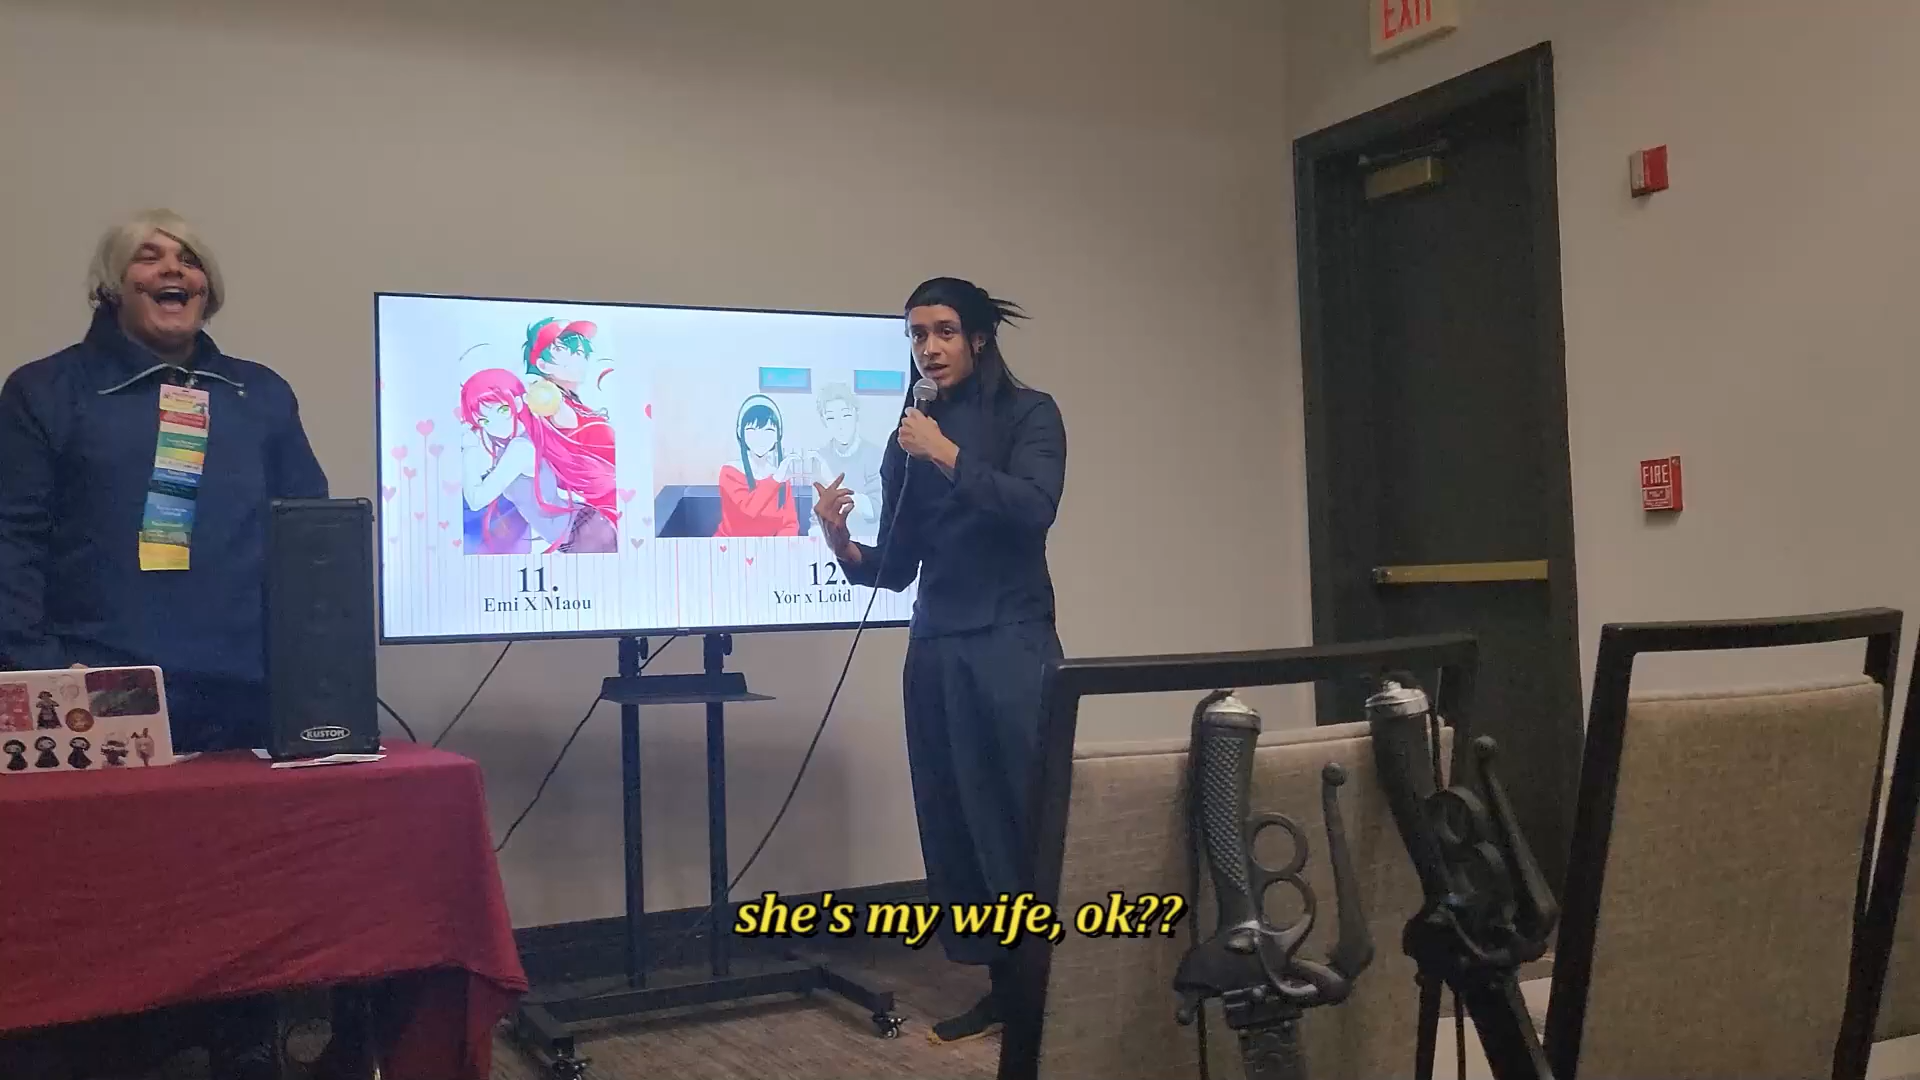 EXIT
FIRE
11.
Emi X Maou
12.
Yor x Loid
KUSTOM
she's my wife, ok??